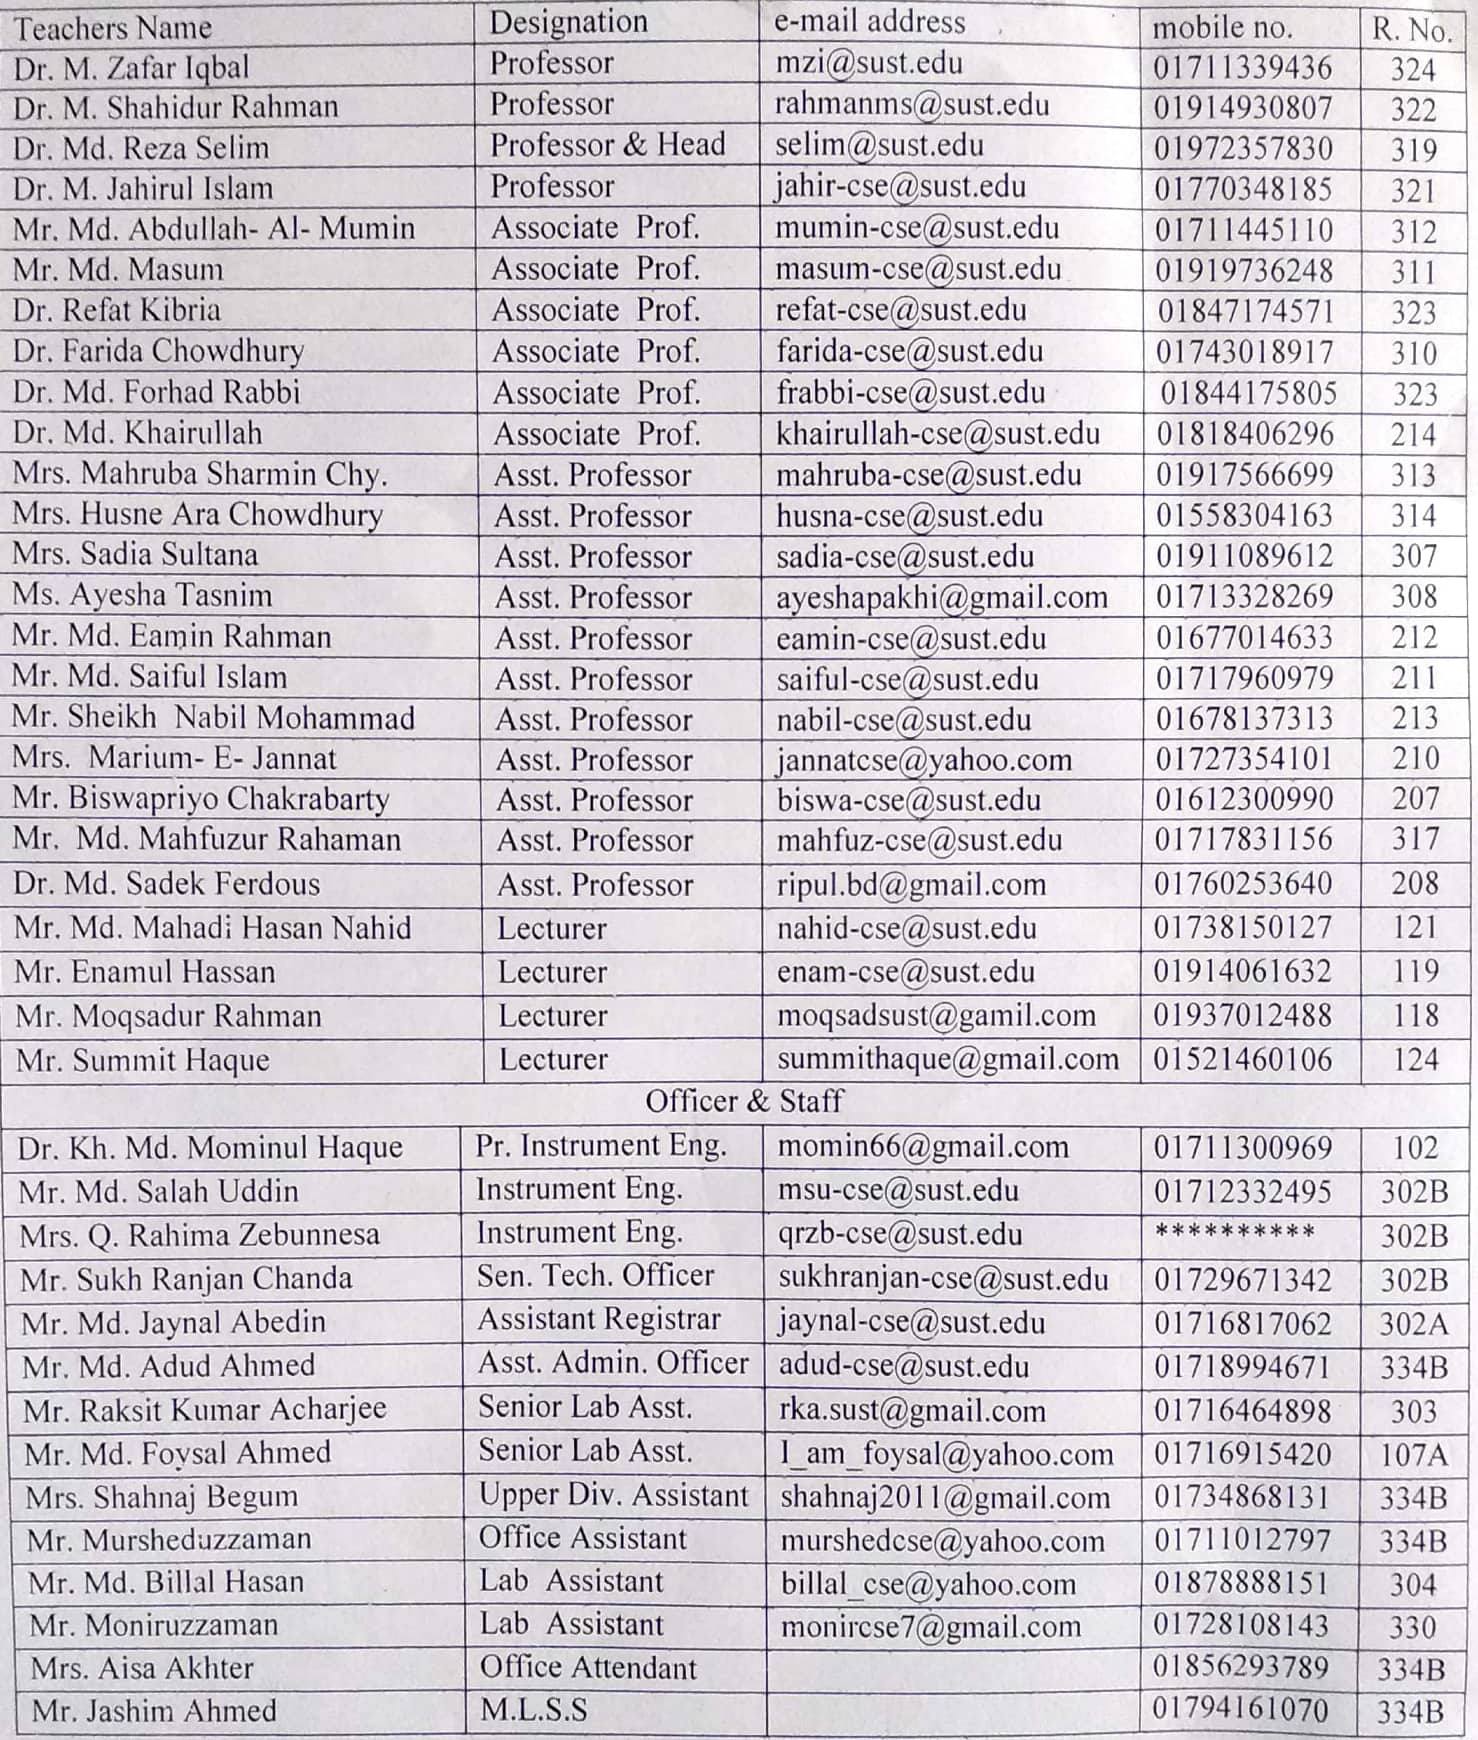 Teachers Name Designation e-mail address mobile no. R. No.
Dr. M. Zafar Iqbal Professor mzi@sust.edu 01711339436 324
Dr. M. Shahidur Rahman Professor rahmanms@sust.edu 01914930807 322
Dr. Md. Reza Selim Professor & Head selim@sust.edu 01972357830 319
Dr. M. Jahirul Islam Professor jahir-cse@sust.edu 01770348185 321
Mr. Md. Abdullah- Al- Mumin Associate Prof. mumin-cse@sust.edu 01711445110 312
Mr. Md. Masum Associate Prof. masum-cse@sust.edu 01919736248 311
Dr. Refat Kibria Associate Prof. refat-cse@sust.edu 01847174571 323
Dr. Farida Chowdhury Associate Prof. farida-cse@sust.edu 01743018917 310
Dr. Md. Forhad Rabbi Associate Prof. frabbi-cse@sust.edu 01844175805 323
Dr. Md. Khairullah Associate Prof. khairullah-cse@sust.edu 01818406296 214
Mrs. Mahruba Sharmin Chy. Asst. Professor mahruba-cse@sust.edu 01917566699 313
Mrs. Husne Ara Chowdhury Asst. Professor husna-cse@sust.edu 01558304163 314
Mrs. Sadia Sultana Asst. Professor sadia-cse@sust.edu 01911089612 307
Ms. Ayesha Tasnim Asst. Professor ayeshapakhi@gmail.com 01713328269 308
Mr. Md. Eamin Rahman Asst. Professor eamin-cse@sust.edu 01677014633 212
Mr. Md. Saiful Islam Asst. Professor saiful-cse@sust.edu 01717960979 211
Mr. Sheikh Nabil Mohammad Asst. Professor nabil-cse@sust.edu 01678137313 213
Mrs. Marium- E- Jannat Asst. Professor jannatcse@yahoo.com 01727354101 210
Mr. Biswapriyo Chakrabarty Asst. Professor biswa-cse@sust.edu 01612300990 207
Mr. Md. Mahfuzur Rahaman Asst. Professor mahfuz-cse@sust.edu 01717831156 317
Dr. Md. Sadek Ferdous Asst. Professor ripul.bd@gmail.com 01760253640 208
Mr. Md. Mahadi Hasan Nahid Lecturer nahid-cse@sust.edu 01738150127 121
Mr. Enamul Hassan Lecturer enam-cse@sust.edu 01914061632 119
Mr. Moqsadur Rahman Lecturer moqsadsust@gamil.com 01937012488 118
Mr. Summit Haque Lecturer summithaque@gmail.com 01521460106 124
Officer & Staff
Dr. Kh. Md. Mominul Haque Pr. Instrument Eng. momin66@gmail.com 01711300969 102
Mr. Md. Salah Uddin Instrument Eng. msu-cse@sust.edu 01712332495 302B
Mrs. Q. Rahima Zebunnesa Instrument Eng. qrzb-cse@sust.edu ********** 302B
Mr. Sukh Ranjan Chanda Sen. Tech. Officer sukhranjan-cse@sust.edu 01729671342 302B
Mr. Md. Jaynal Abedin Assistant Registrar jaynal-cse@sust.edu 01716817062 302A
Mr. Md. Adud Ahmed Asst. Admin. Officer adud-cse@sust.edu 01718994671 334B
Mr. Raksit Kumar Acharjee Senior Lab Asst. rka.sust@gmail.com 01716464898 303
Mr. Md. Foysal Ahmed Senior Lab Asst. I_am_foysal@yahoo.com 01716915420 107A
Mrs. Shahnaj Begum Upper Div. Assistant shahnaj2011@gmail.com 01734868131 334B
Mr. Mursheduzzaman Office Assistant murshedcse@yahoo.com 01711012797 334B
Mr. Md. Billal Hasan Lab Assistant billal_cse@yahoo.com 01878888151 304
Mr. Moniruzzaman Lab Assistant monircse7@gmail.com 01728108143 330
Mrs. Aisa Akhter Office Attendant 01856293789 334B
Mr. Jashim Ahmed M.L.S.S 01794161070 334B